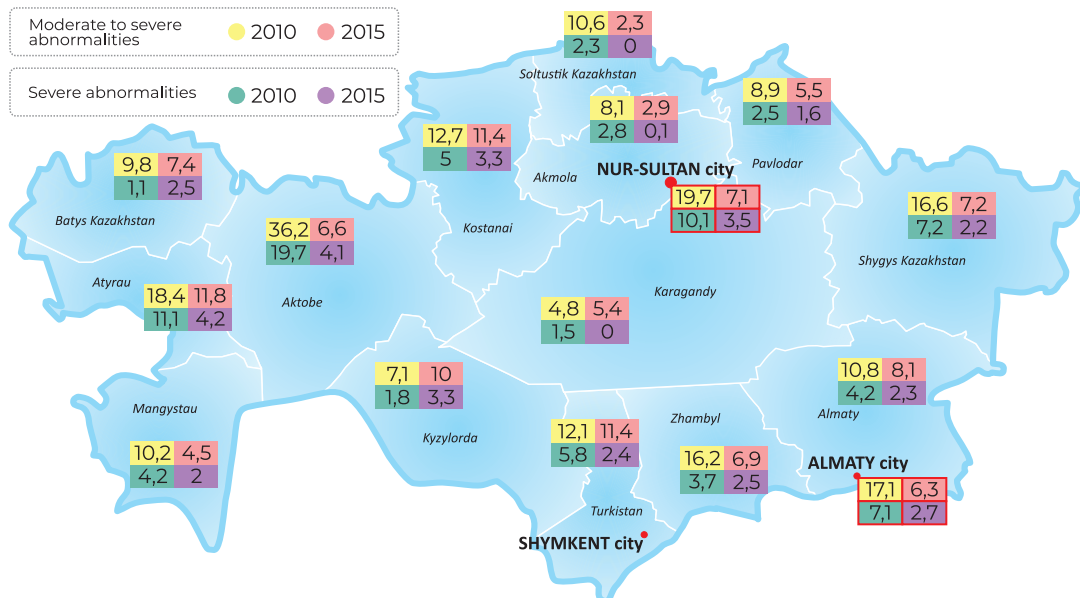 Moderate to severe
abnormalities
2010
2015
Severe abnormalities
2010
2015
10,6 2,3
2,3 0
Soltustik Kazakhstan
8,9 5,5
2,5 1,6
Pavlodar
8,1 2,9
2,8 0,1
Akmola
12,7 11,4
5 3,3
Kostanai
NUR-SULTAN city
19,7 7,1
10,1 3,5
9,8 7,4
1,1 2,5
Batys Kazakhstan
36,2 6,6
19,7 4,1
Aktobe
16,6 7,2
7,2 2,2
Shygys Kazakhstan
Atyrau
18,4 11,8
11,1 4,2
Karagandy
4,8 5,4
1,5 0
7,1 10
1,8 3,3
Kyzylorda
10,8 8,1
4,2 2,3
Almaty
Mangystau
10,2 4,5
4,2 2
12,1 11,4
5,8 2,4
Turkistan
Zhambyl
16,2 6,9
3,7 2,5
ALMATY city
17,1 6,3
7,1 2,7
SHYMKENT city